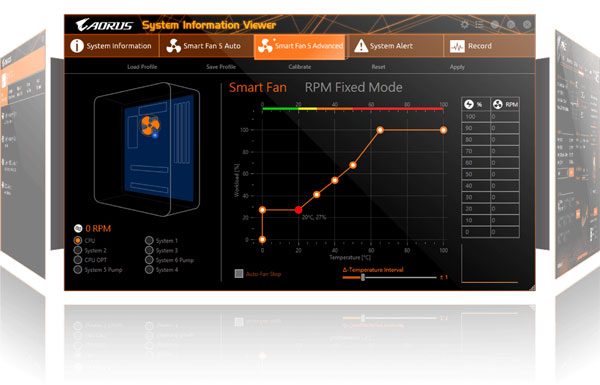 AORUS System Information Viewer
System Information
Smart Fan 5 Auto
Smart Fan 5 Advanced
System Alert
Record
Load Profile
Save Profile
Calibrate
Reset
Apply
Smart Fan
RPM Fixed Mode
0 20 40 60 80 100
% RPM
100 0
90 0
80 0
70 0
60 0
50 0
40 0
30 0
20 0
10 0
0 0
Workload [%]
100
80
60
40
20
0
20°C, 27%
0 20 40 60 80 100
Temperature [°C]
0 RPM
CPU
System 1
System 2
System 3
CPU OPT
System 6 Pump
System 5 Pump
System 4
Auto Fan Stop
Δ-Temperature Interval
± 1